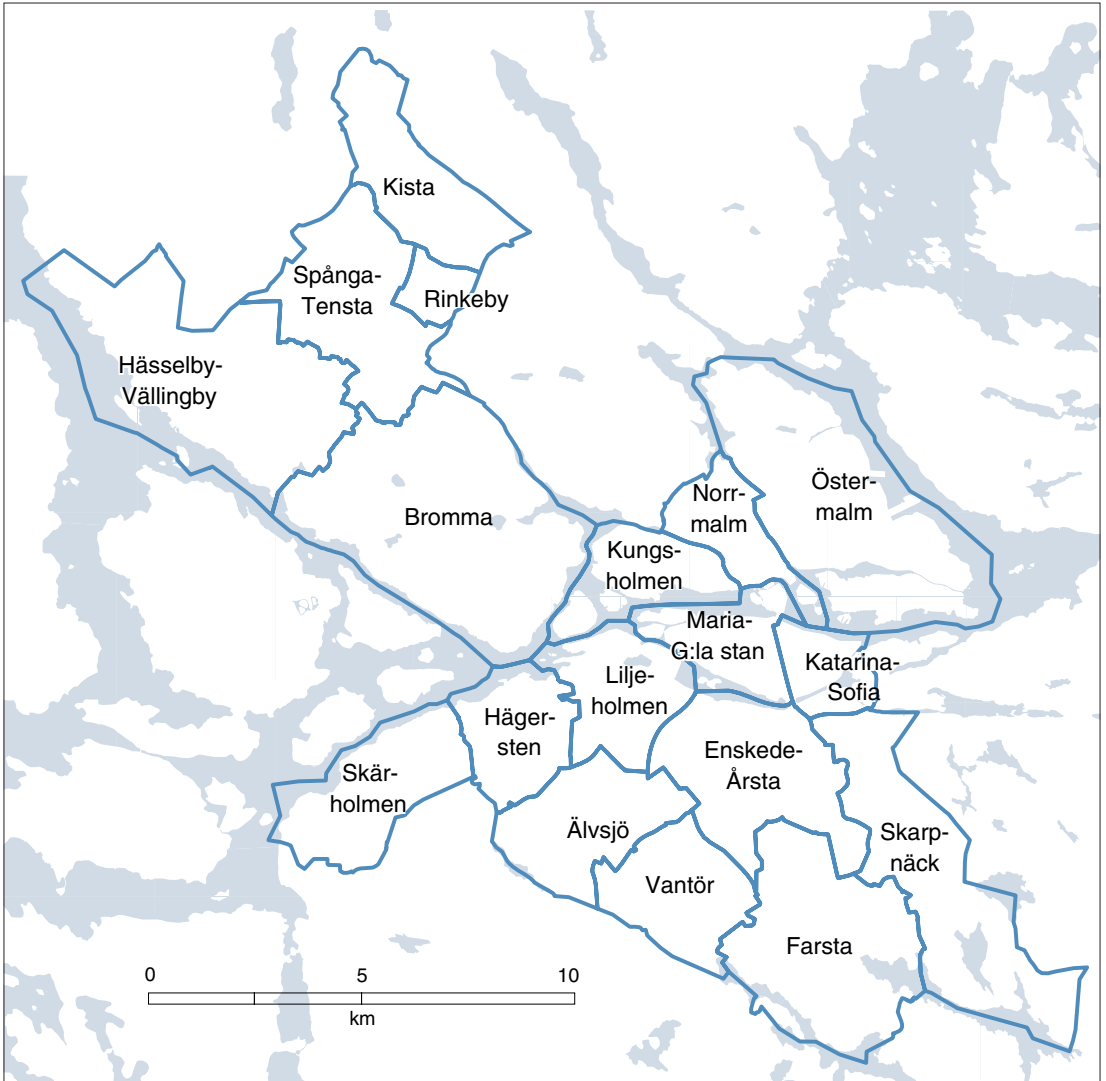 Kista
Spånga-
Tensta
Rinkeby
Hässelby-
Vällingby
Bromma
Norr-
malm
Öster-
malm
Kungs-
holmen
Maria-
G:la stan
Katarina-
Sofia
Lilje-
holmen
Häger-
sten
Skär-
holmen
Enskede-
Årsta
Älvsjö
Skarp-
näck
Vantör
Farsta
0 5 10
km